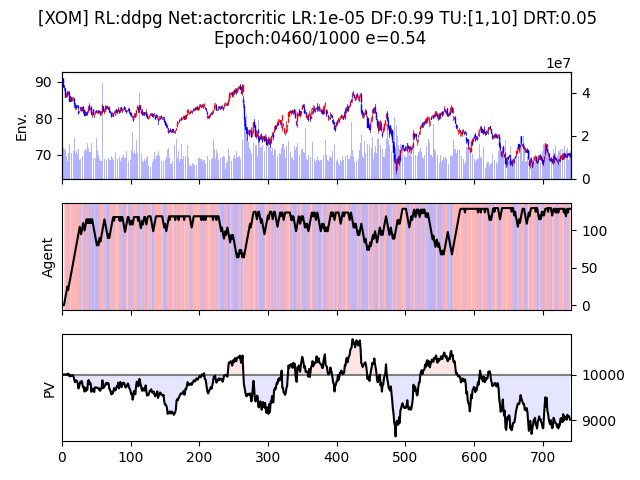 [XOM] RL:ddpg Net:actorcritic LR:1e-05 DF:0.99 TU:[1,10] DRT:0.05
Epoch:0460/1000 e=0.54
1e7
90
80
70
Env.
4
2
0
Agent
100
50
0
PV
10000
9000
0 100 200 300 400 500 600 700